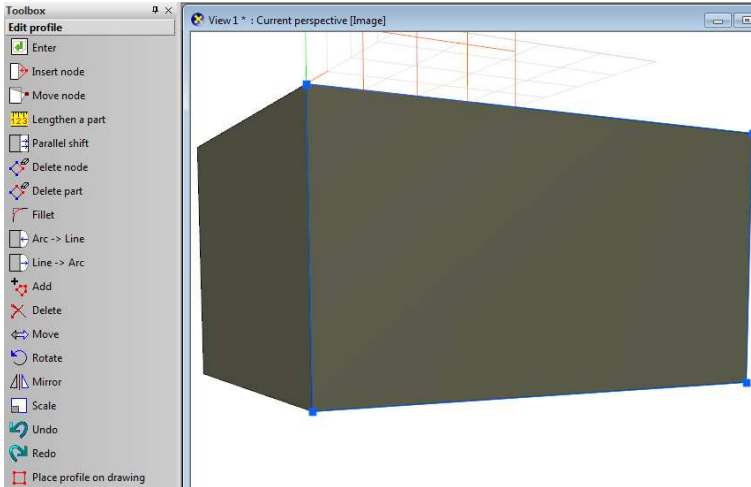 Toolbox
Edit profile
Enter
Insert node
Move node
123
Lengthen a part
Parallel shift
Delete node
Delete part
Fillet
Arc -> Line
Line -> Arc
Add
Delete
Move
Rotate
Mirror
Scale
Undo
Redo
Place profile on drawing
View 1 * : Current perspective [Image]